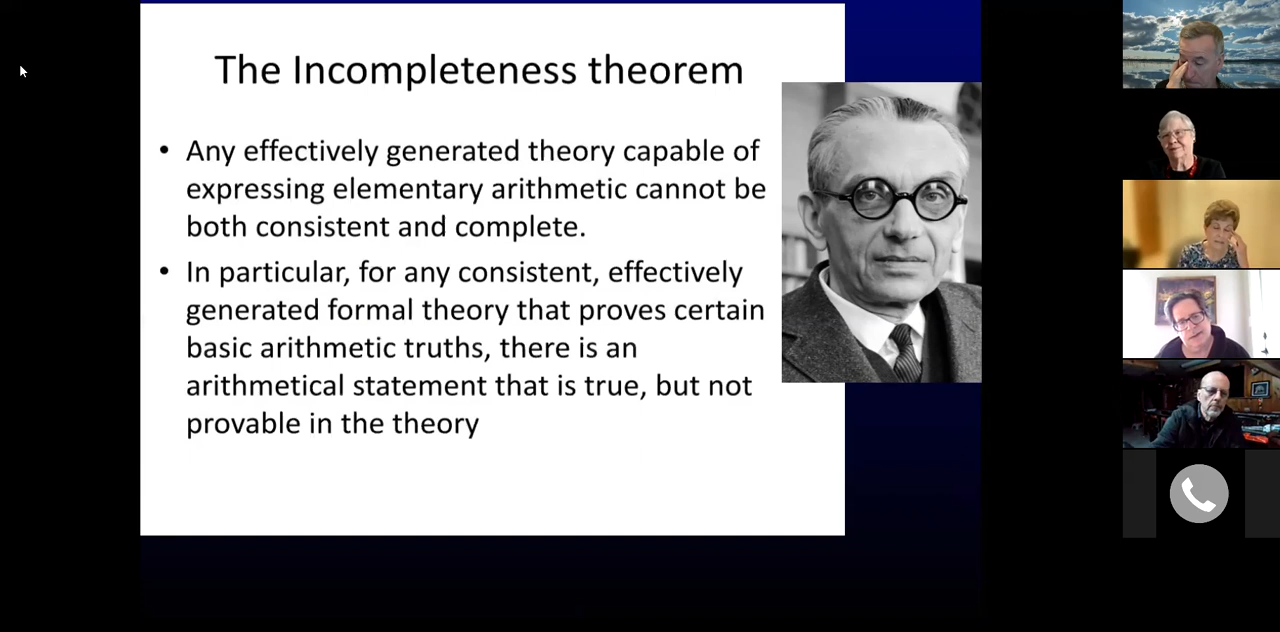 The Incompleteness theorem
• Any effectively generated theory capable of
expressing elementary arithmetic cannot be
both consistent and complete.
• In particular, for any consistent, effectively
generated formal theory that proves certain
basic arithmetic truths, there is an
arithmetical statement that is true, but not
provable in the theory